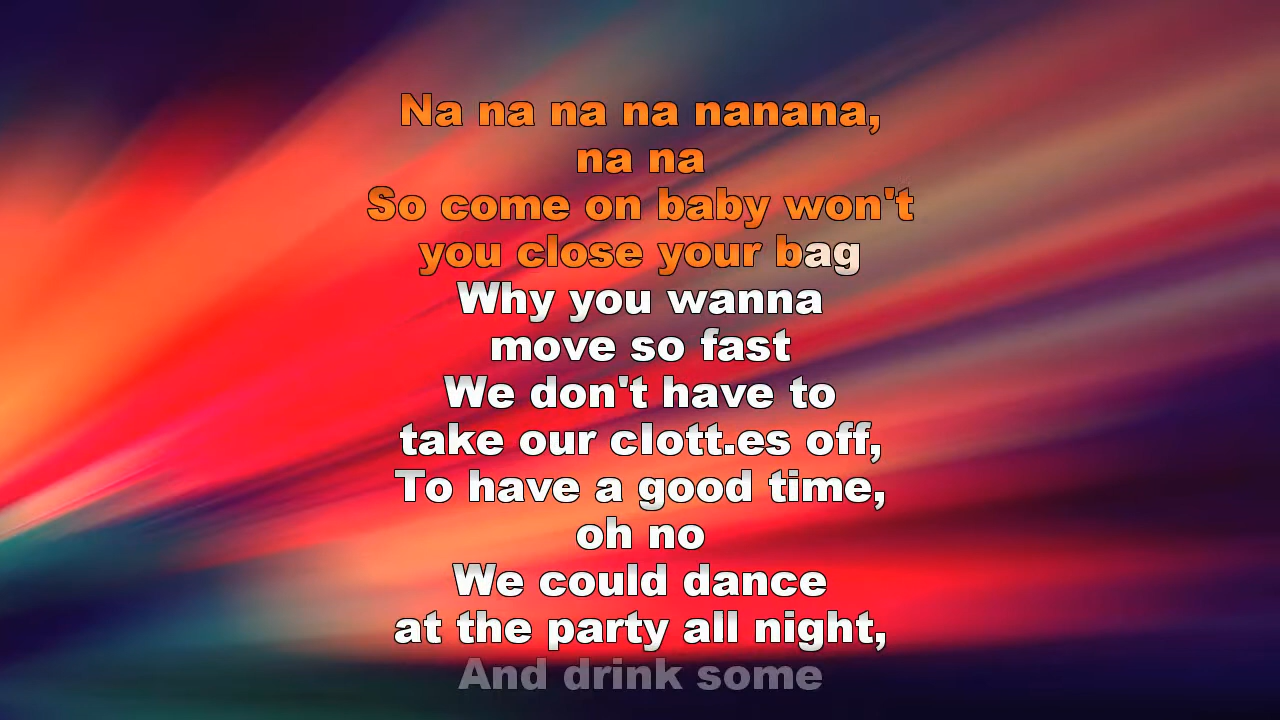 Na na na na nanana,
na na
So come on baby won't
you close your bag
Why you wanna
move so fast
We don't have to
take our clott.es off,
To have a good time,
oh no
We could dance
at the party all night,
And drink some